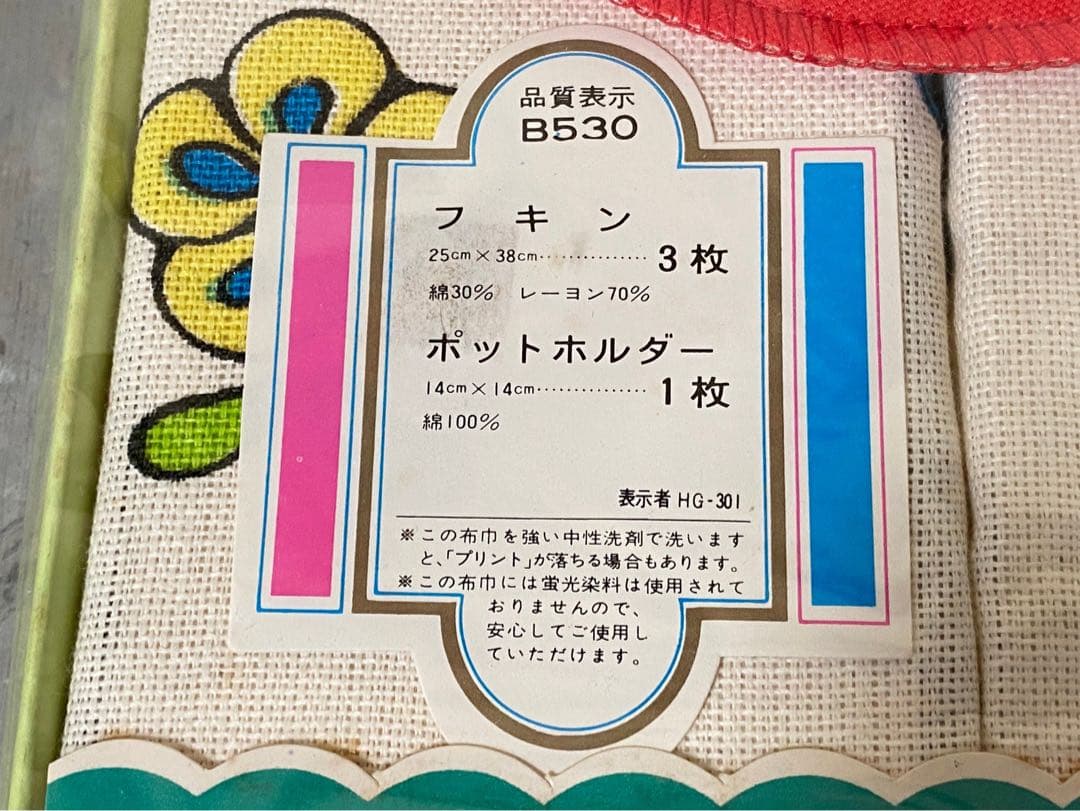 品質表示
B530
フキン
25cm×38cm・・・・・・・・・・・・・・・3枚
綿30% レーヨン70%
ポットホルダー
14cm×14cm・・・・・・・・・・・・・・・1枚
綿100%
表示者 HG-301
※この布巾を強い中性洗剤で洗います
と、「プリント」が落ちる場合もあります。
※この布巾には蛍光染料は使用されて
おりませんので、
安心してご使用し
ていただけます。